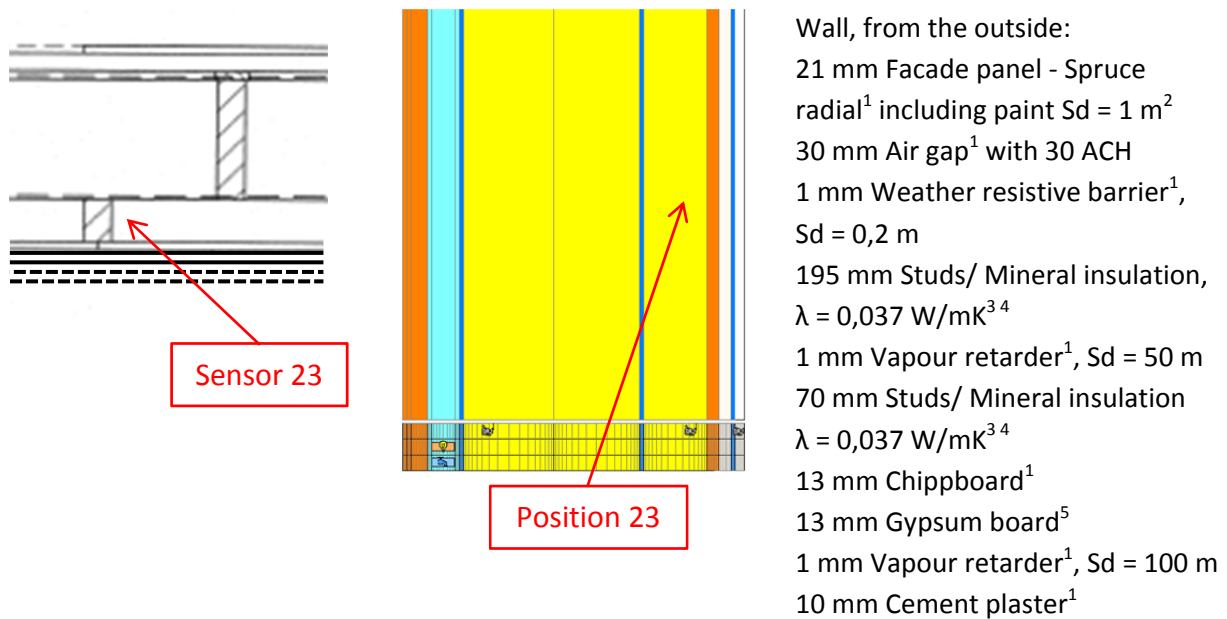 Wall, from the outside:
21 mm Facade panel - Spruce
radial¹ including paint Sd = 1 m²
30 mm Air gap¹ with 30 ACH
1 mm Weather resistive barrier¹,
Sd = 0,2 m
195 mm Studs/ Mineral insulation,
λ = 0,037 W/mK³ ⁴
1 mm Vapour retarder¹, Sd = 50 m
70 mm Studs/ Mineral insulation
λ = 0,037 W/mK³ ⁴
13 mm Chippboard¹
13 mm Gypsum board⁵
1 mm Vapour retarder¹, Sd = 100 m
10 mm Cement plaster¹
Sensor 23
Position 23